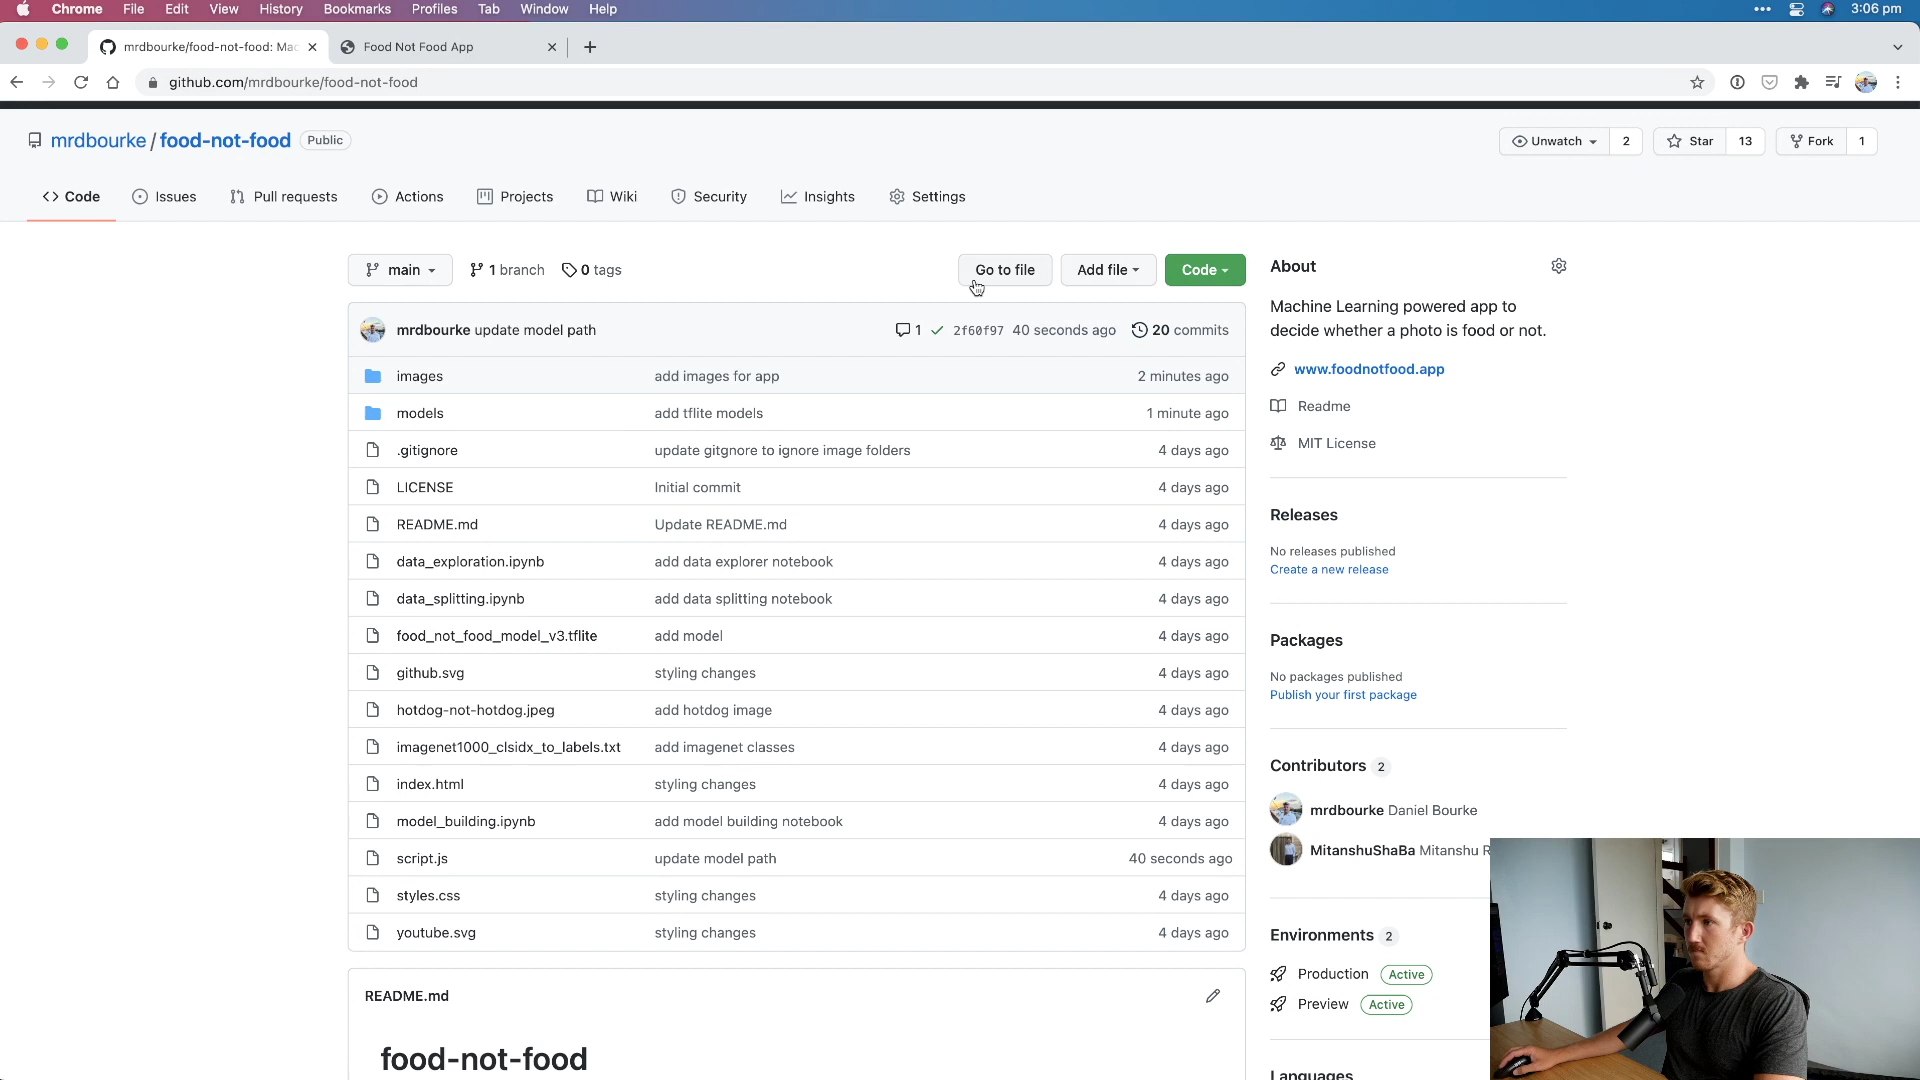 Chrome File Edit View History Bookmarks Profiles Tab Window Help 3:06 pm
mrdbourke/food-not-food: Mac Food Not Food App
github.com/mrdbourke/food-not-food
mrdbourke / food-not-food Public Unwatch 2 Star 13 Fork 1
Code Issues Pull requests Actions Projects Wiki Security Insights Settings
main 1 branch 0 tags Go to file Add file Code
mrdbourke update model path 1 2f60f97 40 seconds ago 20 commits
images add images for app 2 minutes ago
models add tflite models 1 minute ago
.gitignore update gitgnore to ignore image folders 4 days ago
LICENSE Initial commit 4 days ago
README.md Update README.md 4 days ago
data_exploration.ipynb add data explorer notebook 4 days ago
data_splitting.ipynb add data splitting notebook 4 days ago
food_not_food_model_v3.tflite add model 4 days ago
github.svg styling changes 4 days ago
hotdog-not-hotdog.jpeg add hotdog image 4 days ago
imagenet1000_clsidx_to_labels.txt add imagenet classes 4 days ago
index.html styling changes 4 days ago
model_building.ipynb add model building notebook 4 days ago
script.js update model path 40 seconds ago
styles.css styling changes 4 days ago
youtube.svg styling changes 4 days ago
README.md
food-not-food
About
Machine Learning powered app to
decide whether a photo is food or not.
www.foodnotfood.app
Readme
MIT License
Releases
No releases published
Create a new release
Packages
No packages published
Publish your first package
Contributors 2
mrdbourke Daniel Bourke
MitanshuShaBa Mitanshu R
Environments 2
Production Active
Preview Active
Languages